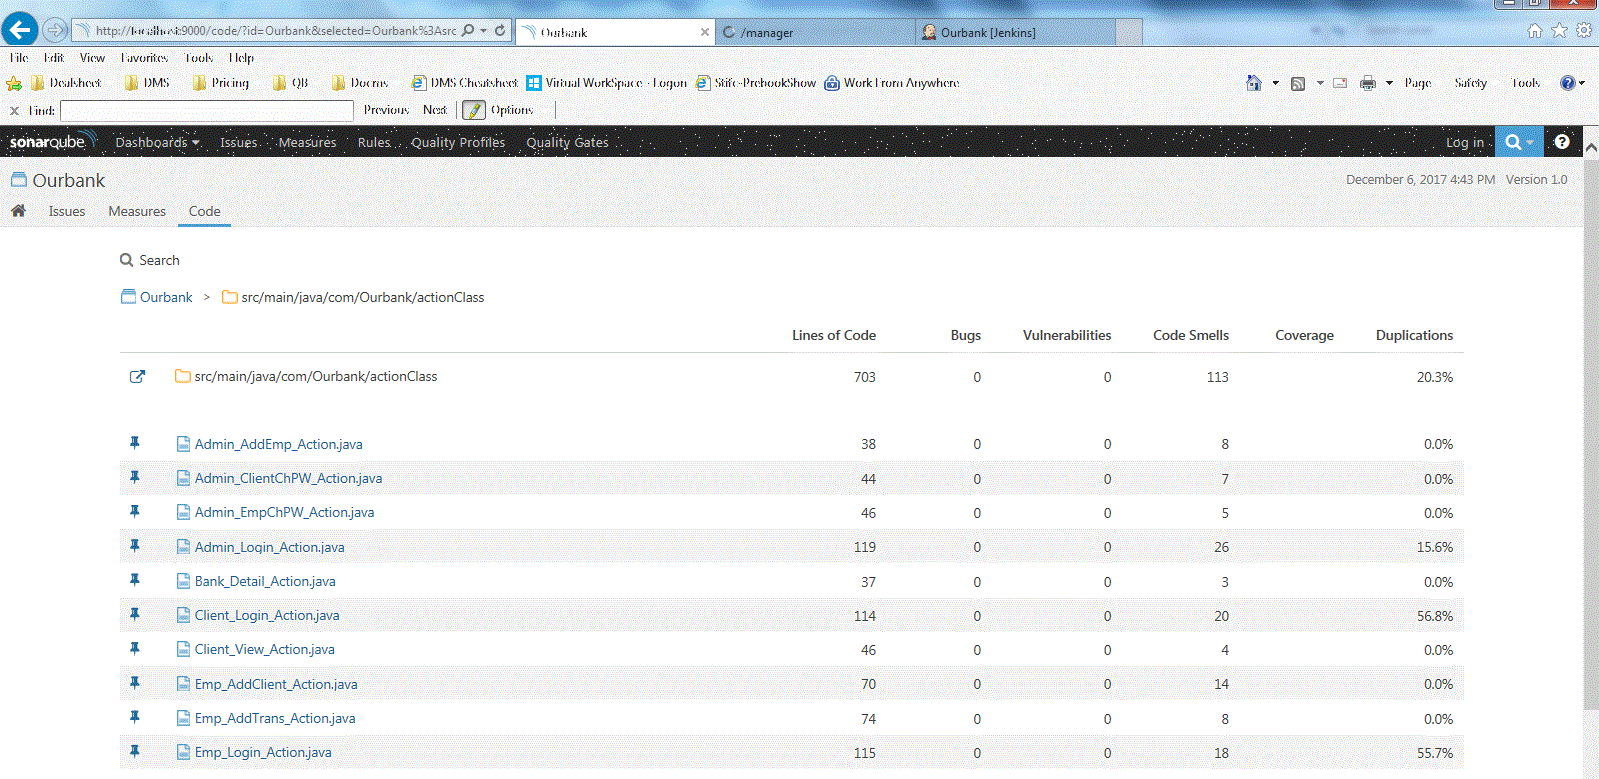 http://localhost:9000/code/?id=Ourbank&selected=Ourbank%3Asrc
Ourbank
/manager
Ourbank [Jenkins]
File Edit View Favorites Tools Help
Dealsheet DMS Pricing QB Docras DMS Cheatsheet Virtual WorkSpace - Logon Work From Anywhere Page Safety Tools
x Find: Previous Next Options
sonarqube Dashboards Issues Measures Rules Quality Profiles Quality Gates Log in ?
Ourbank December 6, 2017 4:43 PM Version 1.0
Issues Measures Code
Search
Ourbank > src/main/java/com/Ourbank/actionClass
Lines of Code Bugs Vulnerabilities Code Smells Coverage Duplications
src/main/java/com/Ourbank/actionClass 703 0 0 113 20.3%
Admin_AddEmp_Action.java 38 0 0 8 0.0%
Admin_ClientChPW_Action.java 44 0 0 7 0.0%
Admin_EmpChPW_Action.java 46 0 0 5 0.0%
Admin_Login_Action.java 119 0 0 26 15.6%
Bank_Detail_Action.java 37 0 0 3 0.0%
Client_Login_Action.java 114 0 0 20 56.8%
Client_View_Action.java 46 0 0 4 0.0%
Emp_AddClient_Action.java 70 0 0 14 0.0%
Emp_AddTrans_Action.java 74 0 0 8 0.0%
Emp_Login_Action.java 115 0 0 18 55.7%